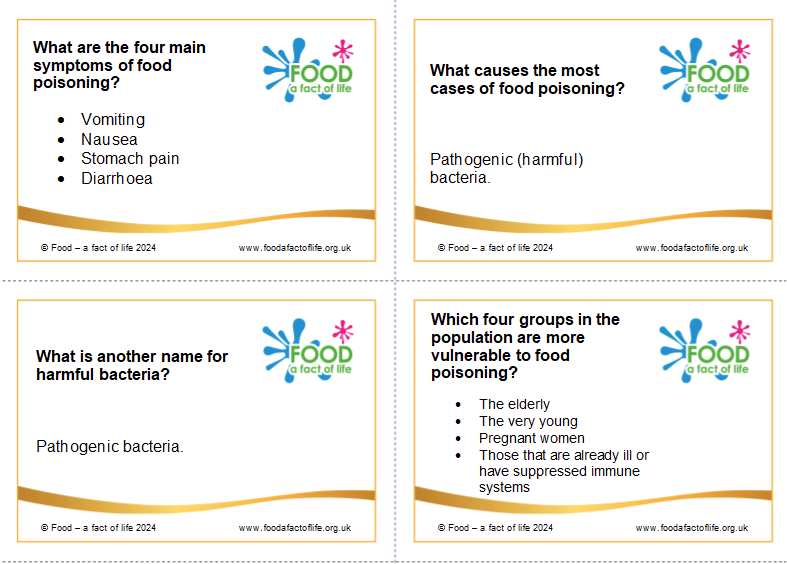 What are the four main
symptoms of food
poisoning?
FOOD
a fact of life
• Vomiting
• Nausea
• Stomach pain
• Diarrhoea
© Food – a fact of life 2024
www.foodafactoflife.org.uk
What causes the most
cases of food poisoning?
FOOD
a fact of life
Pathogenic (harmful)
bacteria.
© Food – a fact of life 2024
www.foodafactoflife.org.uk
What is another name for
harmful bacteria?
FOOD
a fact of life
Pathogenic bacteria.
© Food – a fact of life 2024
www.foodafactoflife.org.uk
Which four groups in the
population are more
vulnerable to food
poisoning?
FOOD
a fact of life
• The elderly
• The very young
• Pregnant women
• Those that are already ill or
have suppressed immune
systems
© Food – a fact of life 2024
www.foodafactoflife.org.uk